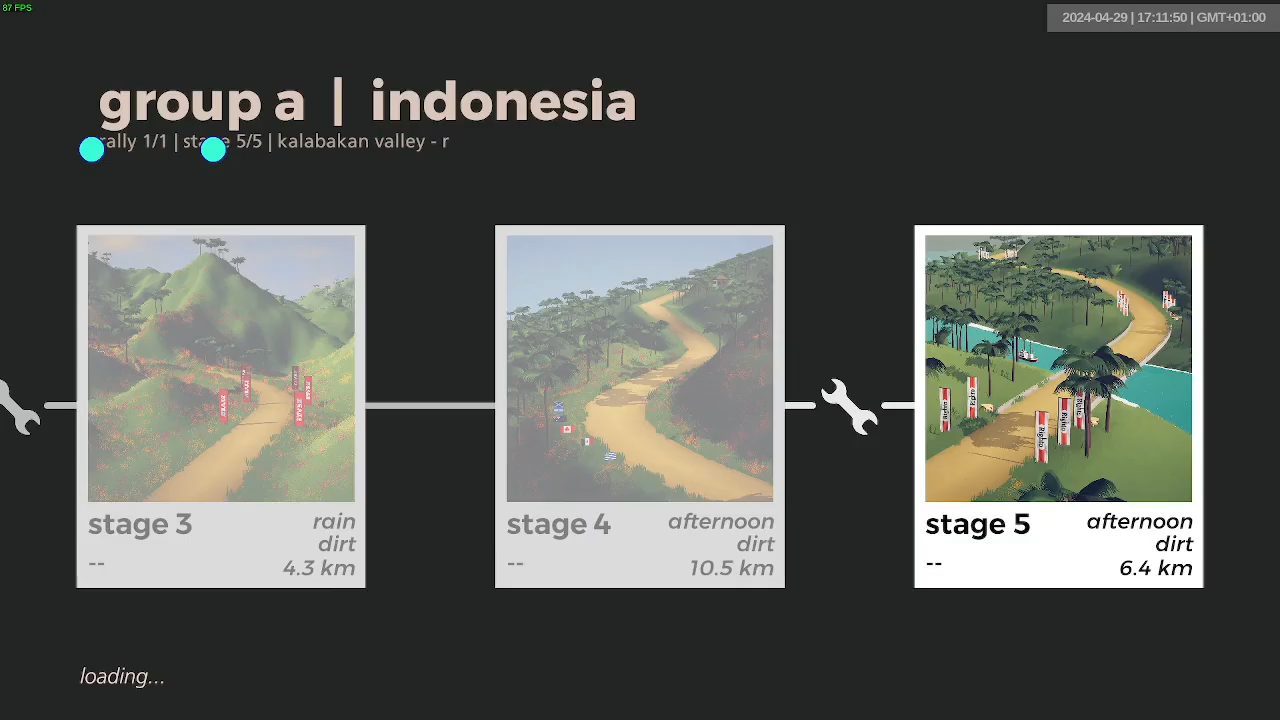 87 FPS
2024-04-29 | 17:11:50 | GMT+01:00
group a | indonesia
rally 1/1 | stage 5/5 | kalabakan valley - r
stage 3
rain
dirt
--
4.3 km
stage 4
afternoon
dirt
--
10.5 km
stage 5
afternoon
dirt
--
6.4 km
loading...